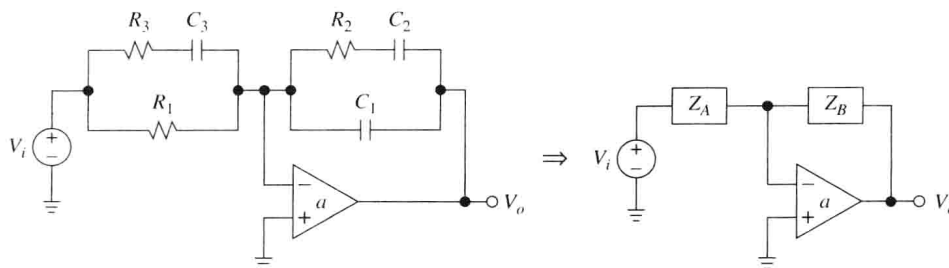 R3 C3 R2 C2
R1 C1
Vi + −
− a + Vo
⇒
ZA ZB
Vi + −
− a + Vo